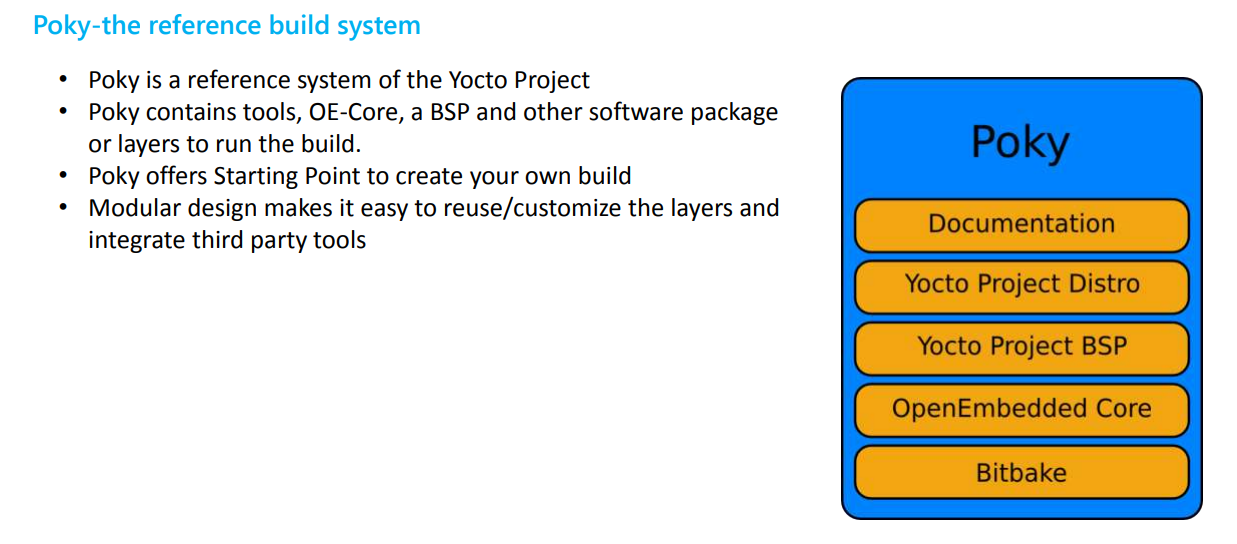 Poky-the reference build system
• Poky is a reference system of the Yocto Project
• Poky contains tools, OE-Core, a BSP and other software package
or layers to run the build.
• Poky offers Starting Point to create your own build
• Modular design makes it easy to reuse/customize the layers and
integrate third party tools
Poky
Documentation
Yocto Project Distro
Yocto Project BSP
OpenEmbedded Core
Bitbake